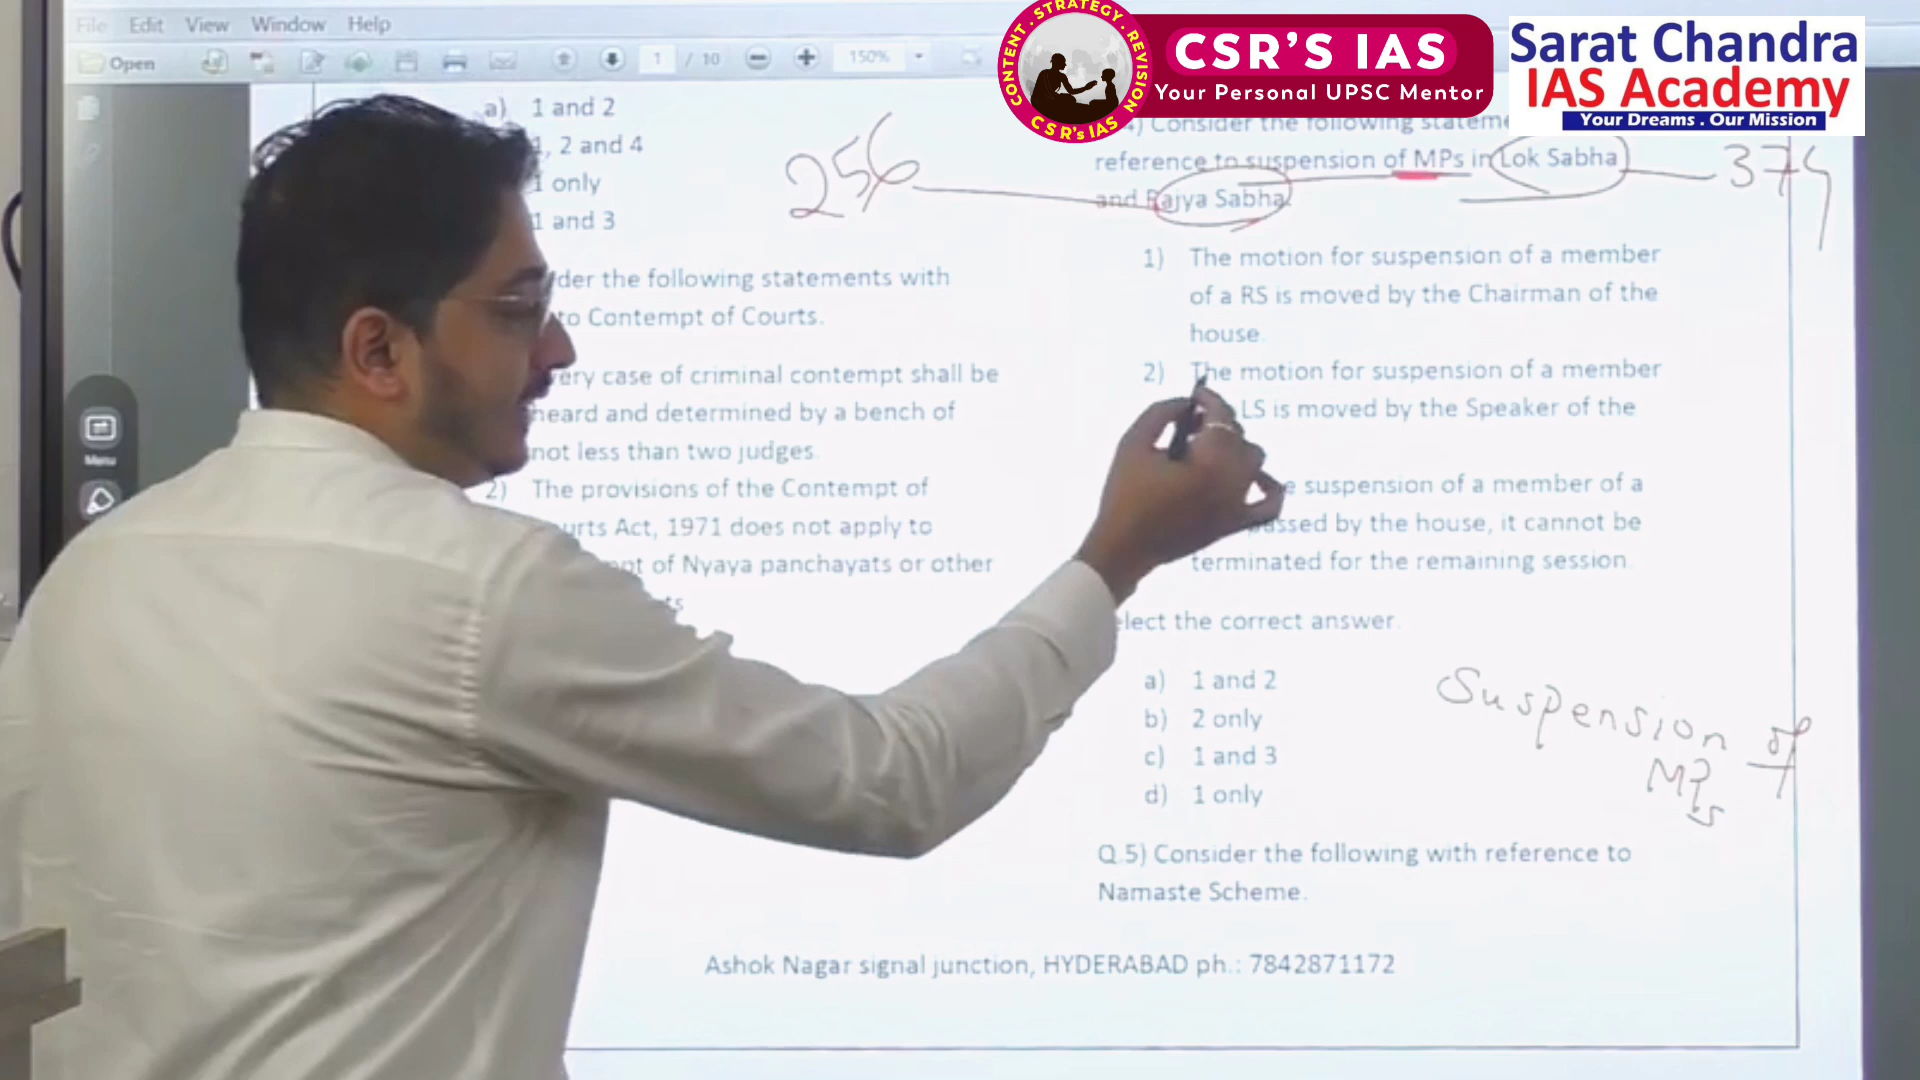 File Edit View Window Help
Open 1 / 10 150%
CONTENT . STRATEGY . REVISION
CSR's IAS
CSR'S IAS
Your Personal UPSC Mentor
Sarat Chandra
IAS Academy
Your Dreams . Our Mission
Menu
a) 1 and 2
1, 2 and 4
1 only
1 and 3
der the following statements with
to Contempt of Courts.
very case of criminal contempt shall be
heard and determined by a bench of
not less than two judges.
2) The provisions of the Contempt of
urts Act, 1971 does not apply to
pt of Nyaya panchayats or other
ts
256
4) Consider the following stateme
reference to suspension of MPs in Lok Sabha
and Rajya Sabha.
374
1) The motion for suspension of a member
of a RS is moved by the Chairman of the
house.
2) The motion for suspension of a member
LS is moved by the Speaker of the
e suspension of a member of a
passed by the house, it cannot be
terminated for the remaining session.
elect the correct answer.
a) 1 and 2
b) 2 only
c) 1 and 3
d) 1 only
Suspension of
MPs
Q.5) Consider the following with reference to
Namaste Scheme.
Ashok Nagar signal junction, HYDERABAD ph.: 7842871172